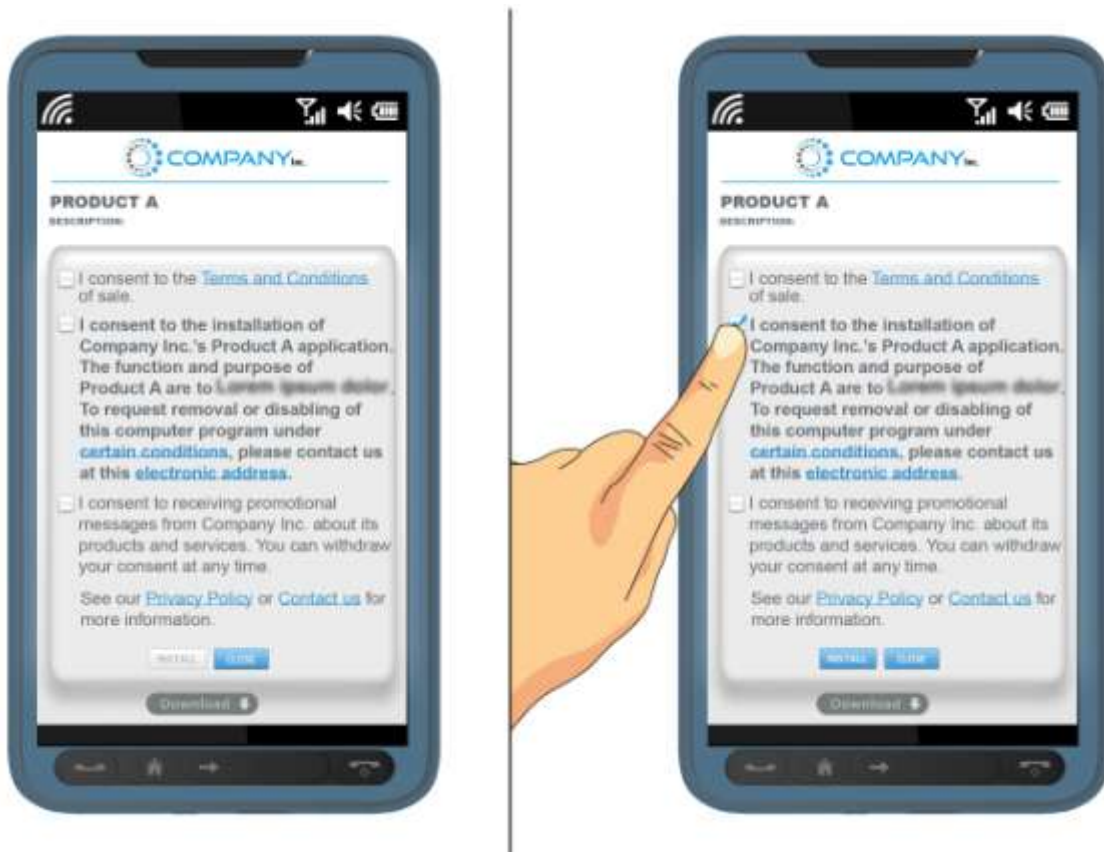 COMPANY Inc.
PRODUCT A
DESCRIPTION:
I consent to the Terms and Conditions
of sale.
I consent to the installation of
Company Inc.'s Product A application.
The function and purpose of
Product A are to Lorem ipsum dolor.
To request removal or disabling of
this computer program under
certain conditions, please contact us
at this electronic address.
I consent to receiving promotional
messages from Company Inc. about its
products and services. You can withdraw
your consent at any time.
See our Privacy Policy or Contact us for
more information.
INSTALL CLOSE
Download
COMPANY Inc.
PRODUCT A
DESCRIPTION:
I consent to the Terms and Conditions
of sale.
I consent to the installation of
Company Inc.'s Product A application.
The function and purpose of
Product A are to Lorem ipsum dolor.
To request removal or disabling of
this computer program under
certain conditions, please contact us
at this electronic address.
I consent to receiving promotional
messages from Company Inc. about its
products and services. You can withdraw
your consent at any time.
See our Privacy Policy or Contact us for
more information.
INSTALL CLOSE
Download